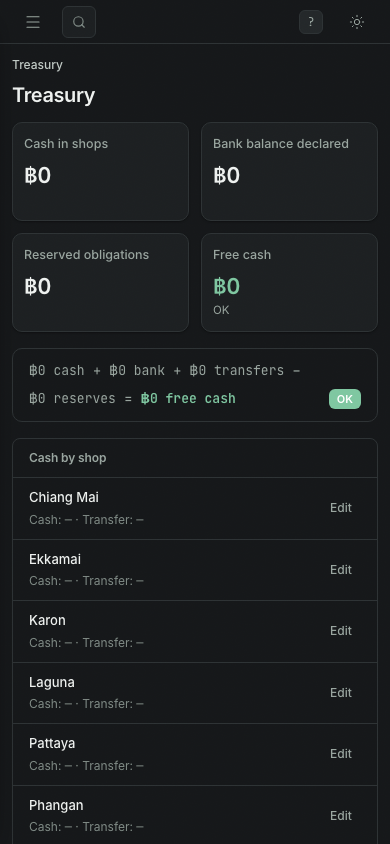 ?
Treasury
Treasury
Cash in shops
฿0
Bank balance declared
฿0
Reserved obligations
฿0
Free cash
฿0
OK
฿0 cash + ฿0 bank + ฿0 transfers −
฿0 reserves = ฿0 free cash
OK
Cash by shop
Chiang Mai
Cash: — · Transfer: —
Edit
Ekkamai
Cash: — · Transfer: —
Edit
Karon
Cash: — · Transfer: —
Edit
Laguna
Cash: — · Transfer: —
Edit
Pattaya
Cash: — · Transfer: —
Edit
Phangan
Cash: — · Transfer: —
Edit